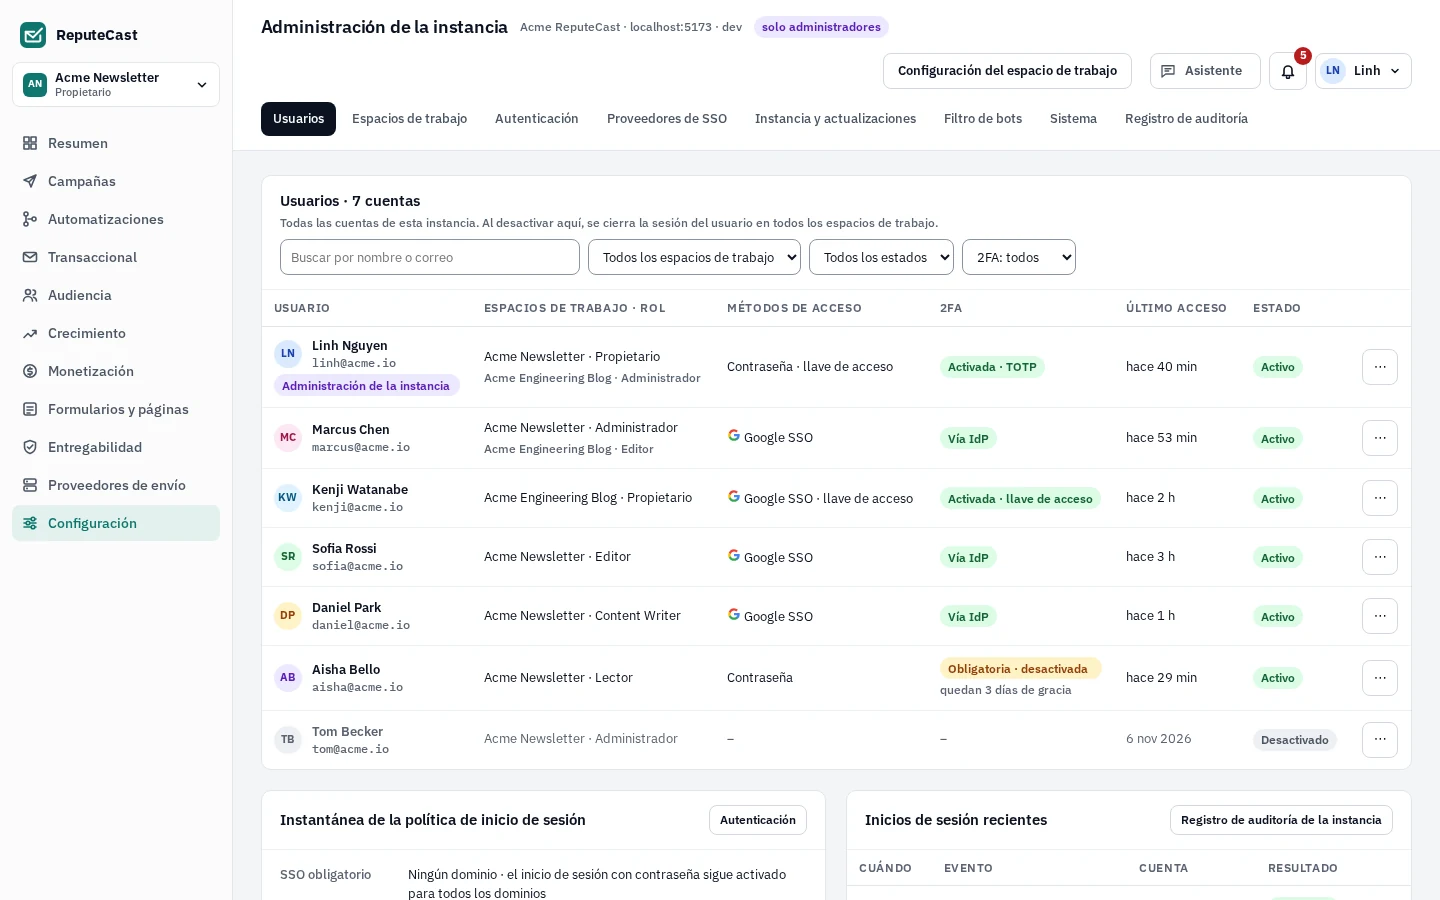 ReputeCast
AN
Acme Newsletter
Propietario
Resumen
Campañas
Automatizaciones
Transaccional
Audiencia
Crecimiento
Monetización
Formularios y páginas
Entregabilidad
Proveedores de envío
Configuración
Administración de la instancia
Acme ReputeCast · localhost:5173 · dev
solo administradores
Configuración del espacio de trabajo
Asistente
5
LN
Linh
Usuarios
Espacios de trabajo
Autenticación
Proveedores de SSO
Instancia y actualizaciones
Filtro de bots
Sistema
Registro de auditoría
Usuarios · 7 cuentas
Todas las cuentas de esta instancia. Al desactivar aquí, se cierra la sesión del usuario en todos los espacios de trabajo.
Buscar por nombre o correo
Todos los espacios de trabajo
Todos los estados
2FA: todos
USUARIO
ESPACIOS DE TRABAJO · ROL
MÉTODOS DE ACCESO
2FA
ÚLTIMO ACCESO
ESTADO
LN
Linh Nguyen
linh@acme.io
Administración de la instancia
Acme Newsletter · Propietario
Acme Engineering Blog · Administrador
Contraseña · llave de acceso
Activada · TOTP
hace 40 min
Activo
...
MC
Marcus Chen
marcus@acme.io
Acme Newsletter · Administrador
Acme Engineering Blog · Editor
Google SSO
Vía IdP
hace 53 min
Activo
...
KW
Kenji Watanabe
kenji@acme.io
Acme Engineering Blog · Propietario
Google SSO · llave de acceso
Activada · llave de acceso
hace 2 h
Activo
...
SR
Sofia Rossi
sofia@acme.io
Acme Newsletter · Editor
Google SSO
Vía IdP
hace 3 h
Activo
...
DP
Daniel Park
daniel@acme.io
Acme Newsletter · Content Writer
Google SSO
Vía IdP
hace 1 h
Activo
...
AB
Aisha Bello
aisha@acme.io
Acme Newsletter · Lector
Contraseña
Obligatoria · desactivada
quedan 3 días de gracia
hace 29 min
Activo
...
TB
Tom Becker
tom@acme.io
Acme Newsletter · Administrador
–
–
6 nov 2026
Desactivado
...
Instantánea de la política de inicio de sesión
Autenticación
SSO obligatorio
Ningún dominio · el inicio de sesión con contraseña sigue activado
para todos los dominios
Inicios de sesión recientes
Registro de auditoría de la instancia
CUÁNDO
EVENTO
CUENTA
RESULTADO